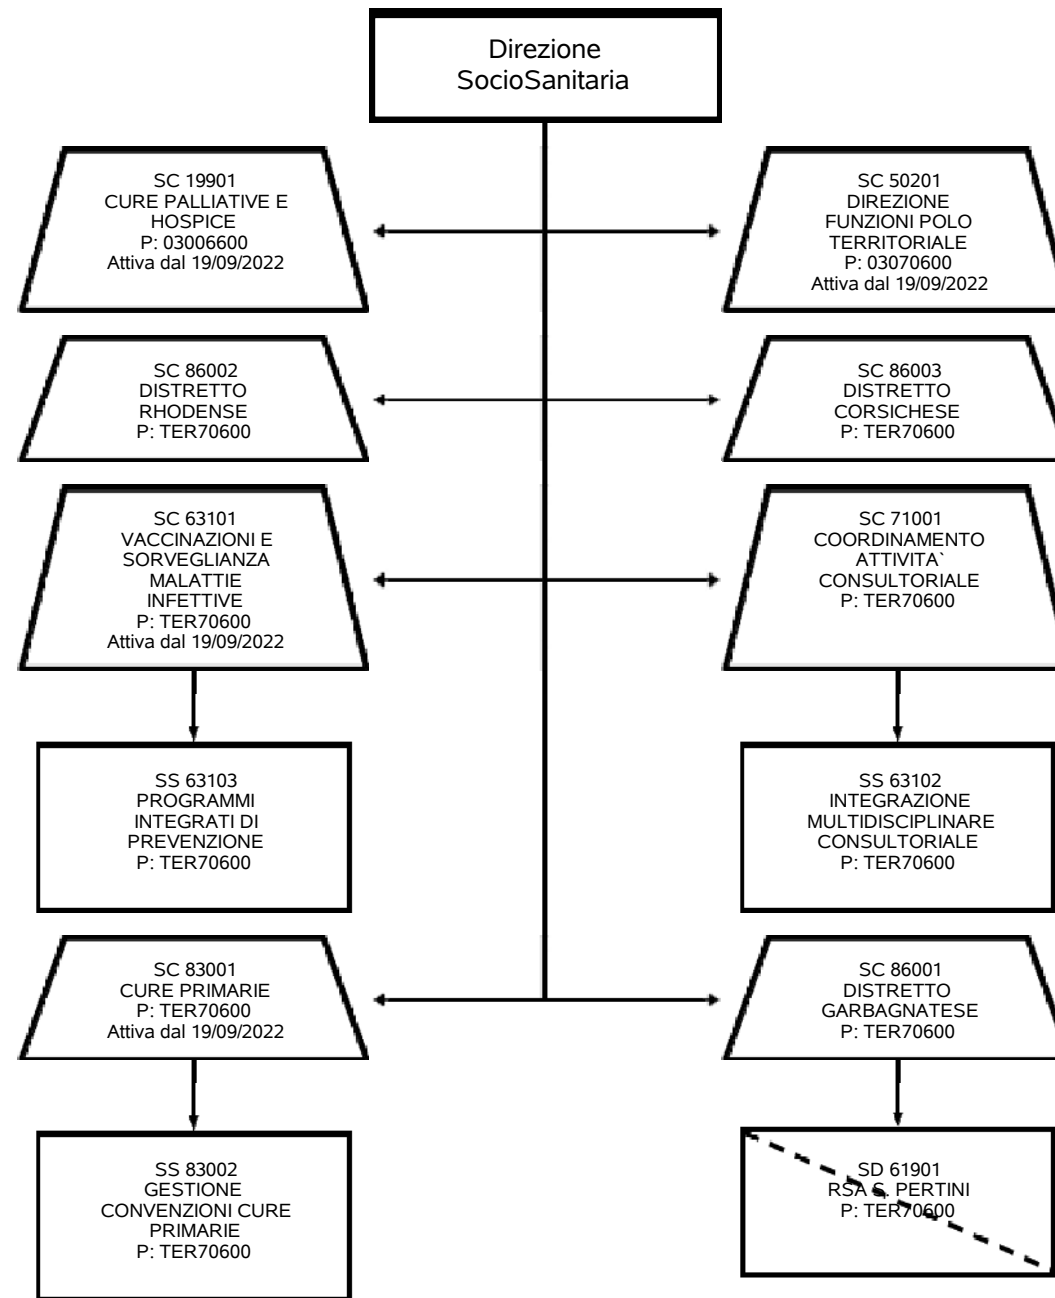 Direzione
SocioSanitaria
SC 19901
CURE PALLIATIVE E
HOSPICE
P: 03006600
Attiva dal 19/09/2022
SC 50201
DIREZIONE
FUNZIONI POLO
TERRITORIALE
P: 03070600
Attiva dal 19/09/2022
SC 86002
DISTRETTO
RHODENSE
P: TER70600
SC 86003
DISTRETTO
CORSICHESE
P: TER70600
SC 63101
VACCINAZIONI E
SORVEGLIANZA
MALATTIE
INFETTIVE
P: TER70600
Attiva dal 19/09/2022
SC 71001
COORDINAMENTO
ATTIVITA`
CONSULTORIALE
P: TER70600
SS 63103
PROGRAMMI
INTEGRATI DI
PREVENZIONE
P: TER70600
SS 63102
INTEGRAZIONE
MULTIDISCIPLINARE
CONSULTORIALE
P: TER70600
SC 83001
CURE PRIMARIE
P: TER70600
Attiva dal 19/09/2022
SC 86001
DISTRETTO
GARBAGNATESE
P: TER70600
SS 83002
GESTIONE
CONVENZIONI CURE
PRIMARIE
P: TER70600
SD 61901
RSA S. PERTINI
P: TER70600